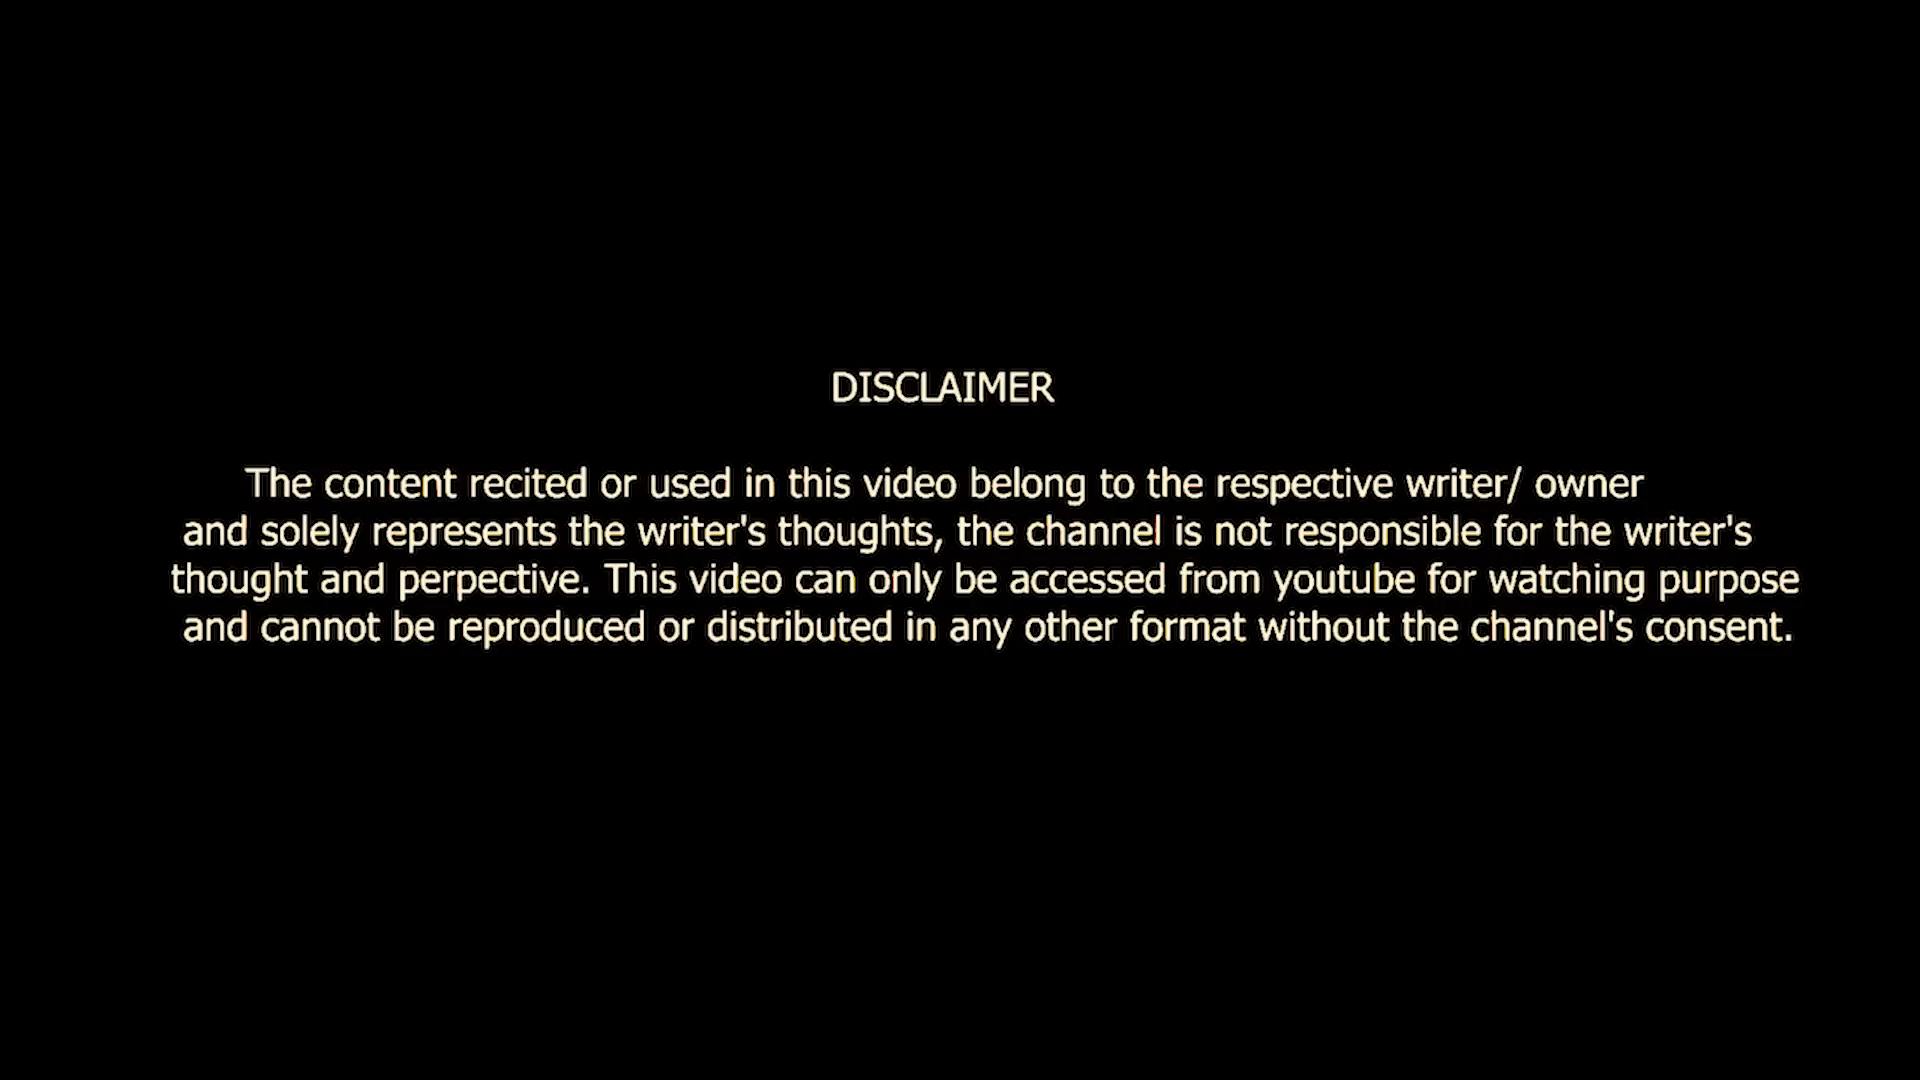 DISCLAIMER
The content recited or used in this video belong to the respective writer/ owner
and solely represents the writer's thoughts, the channel is not responsible for the writer's
thought and perpective. This video can only be accessed from youtube for watching purpose
and cannot be reproduced or distributed in any other format without the channel's consent.